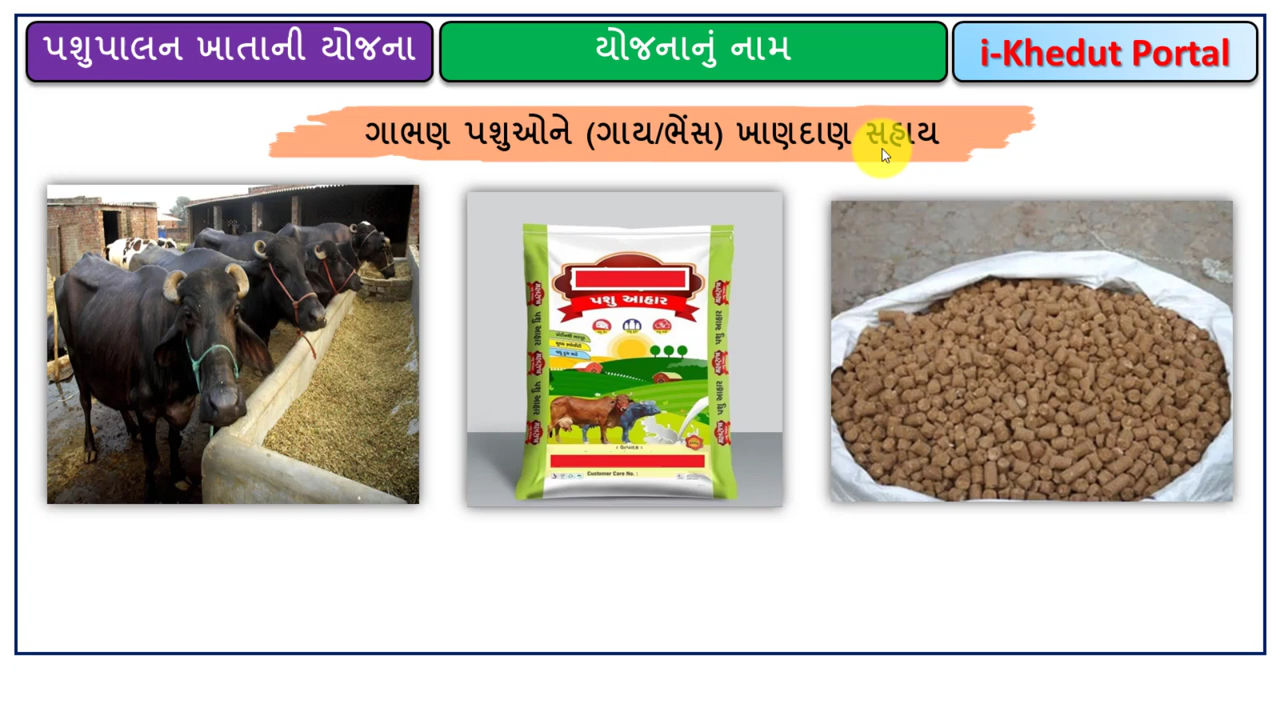 પશુપાલન ખાતાની યોજના
યોજનાનું નામ
i-Khedut Portal
ગાભણ પશુઓને (ગાય/ભેંસ) ખાણદાણ સહાય
પશુ આહાર
Customer Care No. :